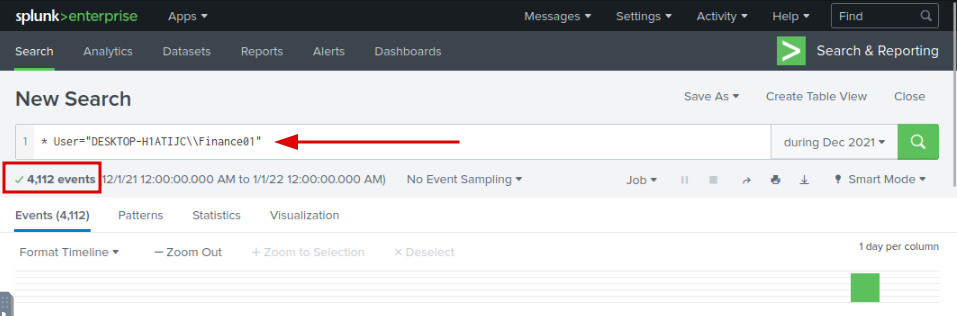 splunk>enterprise Apps ▾ Messages ▾ Settings ▾ Activity ▾ Help ▾ Find
Search Analytics Datasets Reports Alerts Dashboards > Search & Reporting
New Search Save As ▾ Create Table View Close
1 * User="DESKTOP-H1ATIJC\\Finance01" during Dec 2021 ▾
✓ 4,112 events (12/1/21 12:00:00.000 AM to 1/1/22 12:00:00.000 AM) No Event Sampling ▾ Job ▾ Smart Mode ▾
Events (4,112) Patterns Statistics Visualization
Format Timeline ▾ — Zoom Out + Zoom to Selection × Deselect 1 day per column